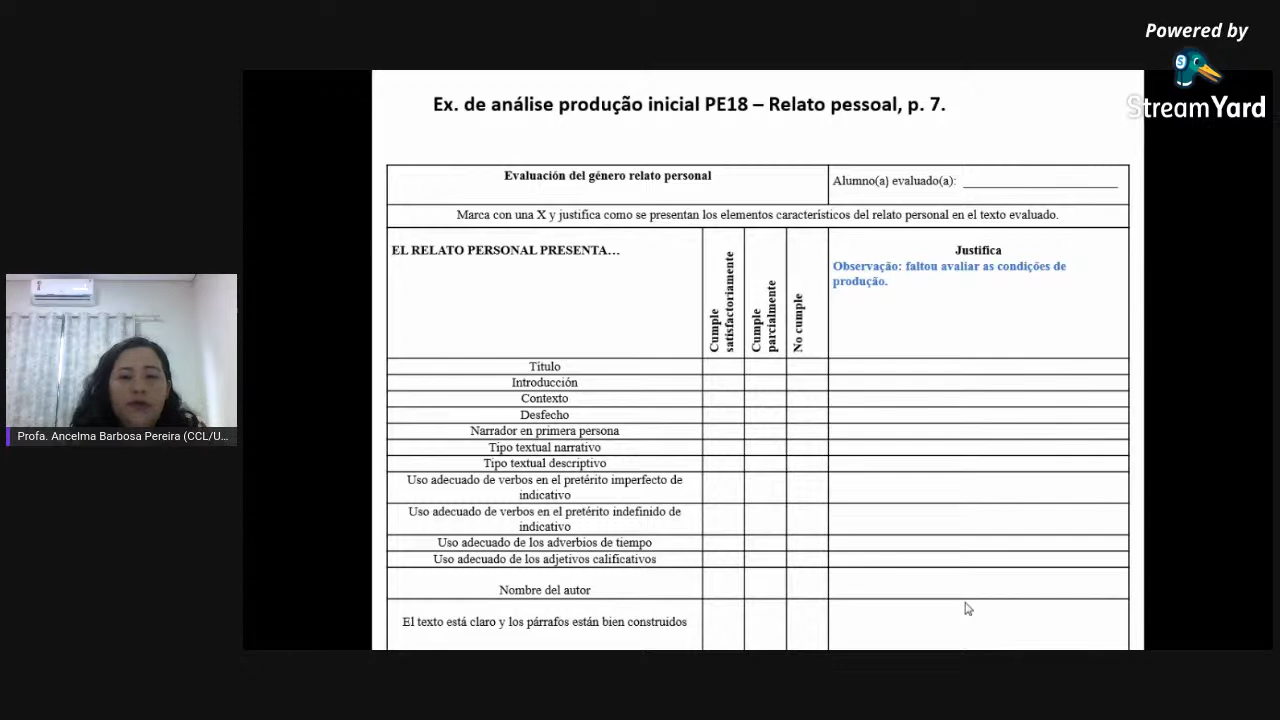 Powered by
StreamYard
Ex. de análise produção inicial PE18 – Relato pessoal, p. 7.
Evaluación del género relato personal
Alumno(a) evaluado(a): ____________________
Marca con una X y justifica como se presentan los elementos característicos del relato personal en el texto evaluado.
EL RELATO PERSONAL PRESENTA…
Cumple
satisfactoriamente
Cumple
parcialmente
No cumple
Justifica
Observação: faltou avaliar as condições de
produção.
Título
Introducción
Contexto
Desfecho
Narrador en primera persona
Tipo textual narrativo
Tipo textual descriptivo
Uso adecuado de verbos en el pretérito imperfecto de
indicativo
Uso adecuado de verbos en el pretérito indefinido de
indicativo
Uso adecuado de los adverbios de tiempo
Uso adecuado de los adjetivos calificativos
Nombre del autor
El texto está claro y los párrafos están bien construidos
Profa. Ancelma Barbosa Pereira (CCL/U...